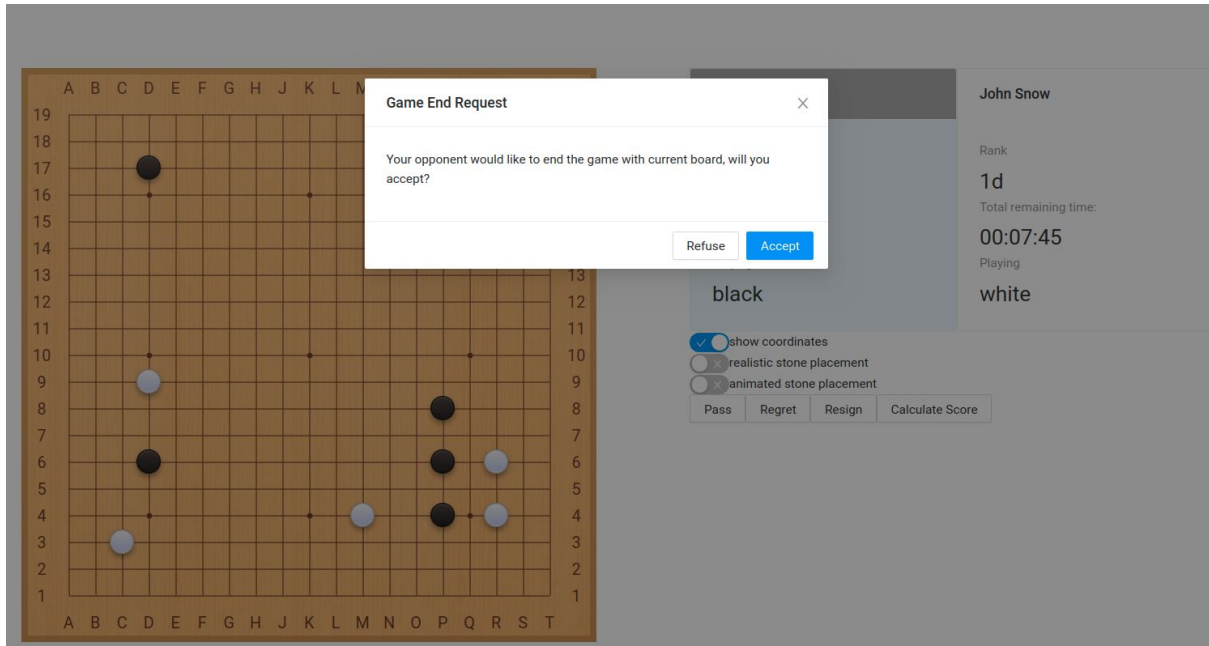 A B C D E F G H J K L M
19
18
17
16
15
14
13 13
12 12
11 11
10 10
9 9
8 8
7 7
6 6
5 5
4 4
3 3
2 2
1 1
A B C D E F G H J K L M N O P Q R S T
Game End Request
Your opponent would like to end the game with current board, will you
accept?
Refuse Accept
black
John Snow
Rank
1d
Total remaining time:
00:07:45
Playing
white
show coordinates
realistic stone placement
animated stone placement
Pass Regret Resign Calculate Score